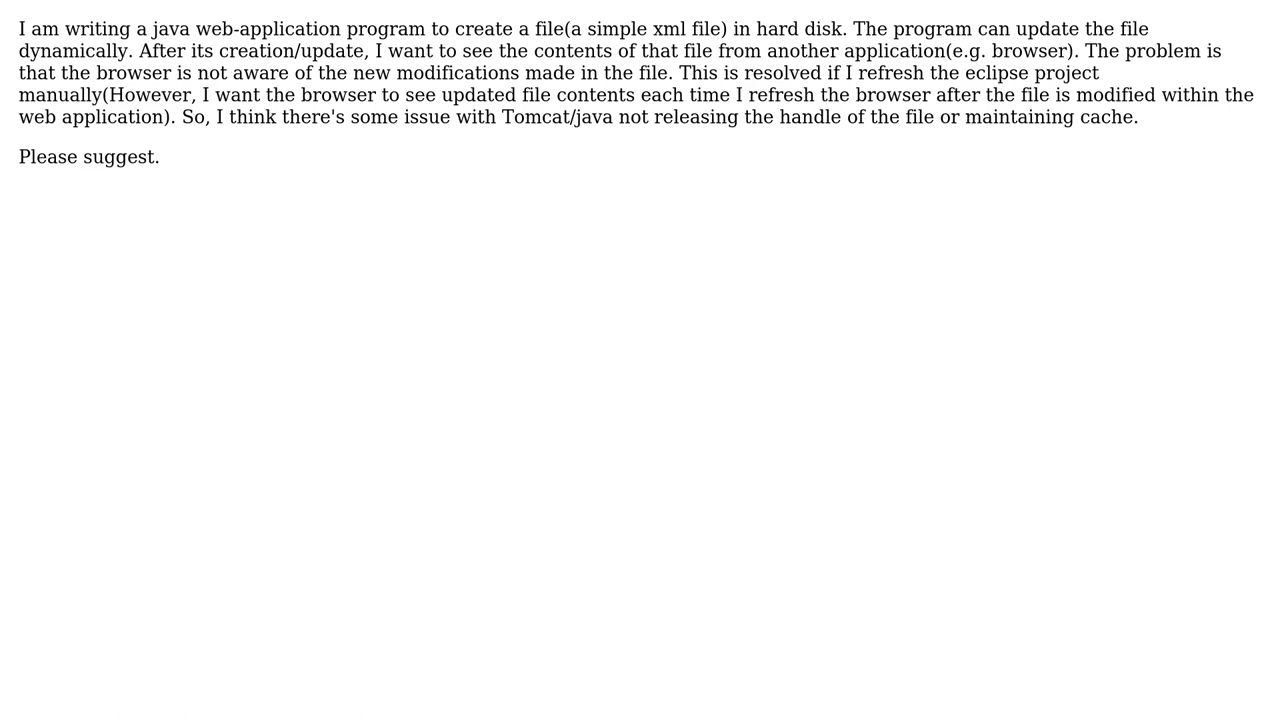 I am writing a java web-application program to create a file(a simple xml file) in hard disk. The program can update the file
dynamically. After its creation/update, I want to see the contents of that file from another application(e.g. browser). The problem is
that the browser is not aware of the new modifications made in the file. This is resolved if I refresh the eclipse project
manually(However, I want the browser to see updated file contents each time I refresh the browser after the file is modified within the
web application). So, I think there's some issue with Tomcat/java not releasing the handle of the file or maintaining cache.
Please suggest.